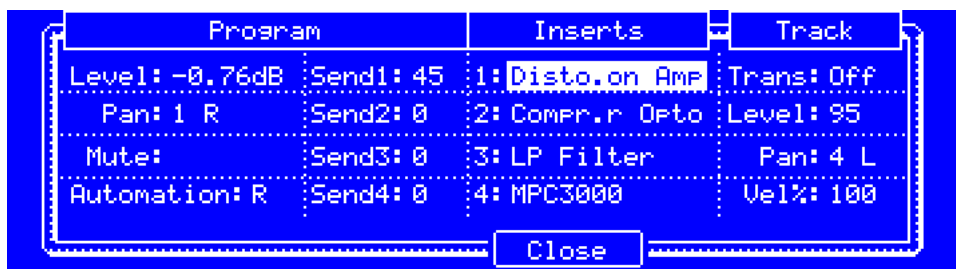 Program Inserts Track
Level: -0.76dB Send1: 45 1: Disto.on Amp Trans: Off
Pan: 1 R Send2: 0 2: Compr.r Opto Level: 95
Mute: Send3: 0 3: LP Filter Pan: 4 L
Automation: R Send4: 0 4: MPC3000 Vel%: 100
Close